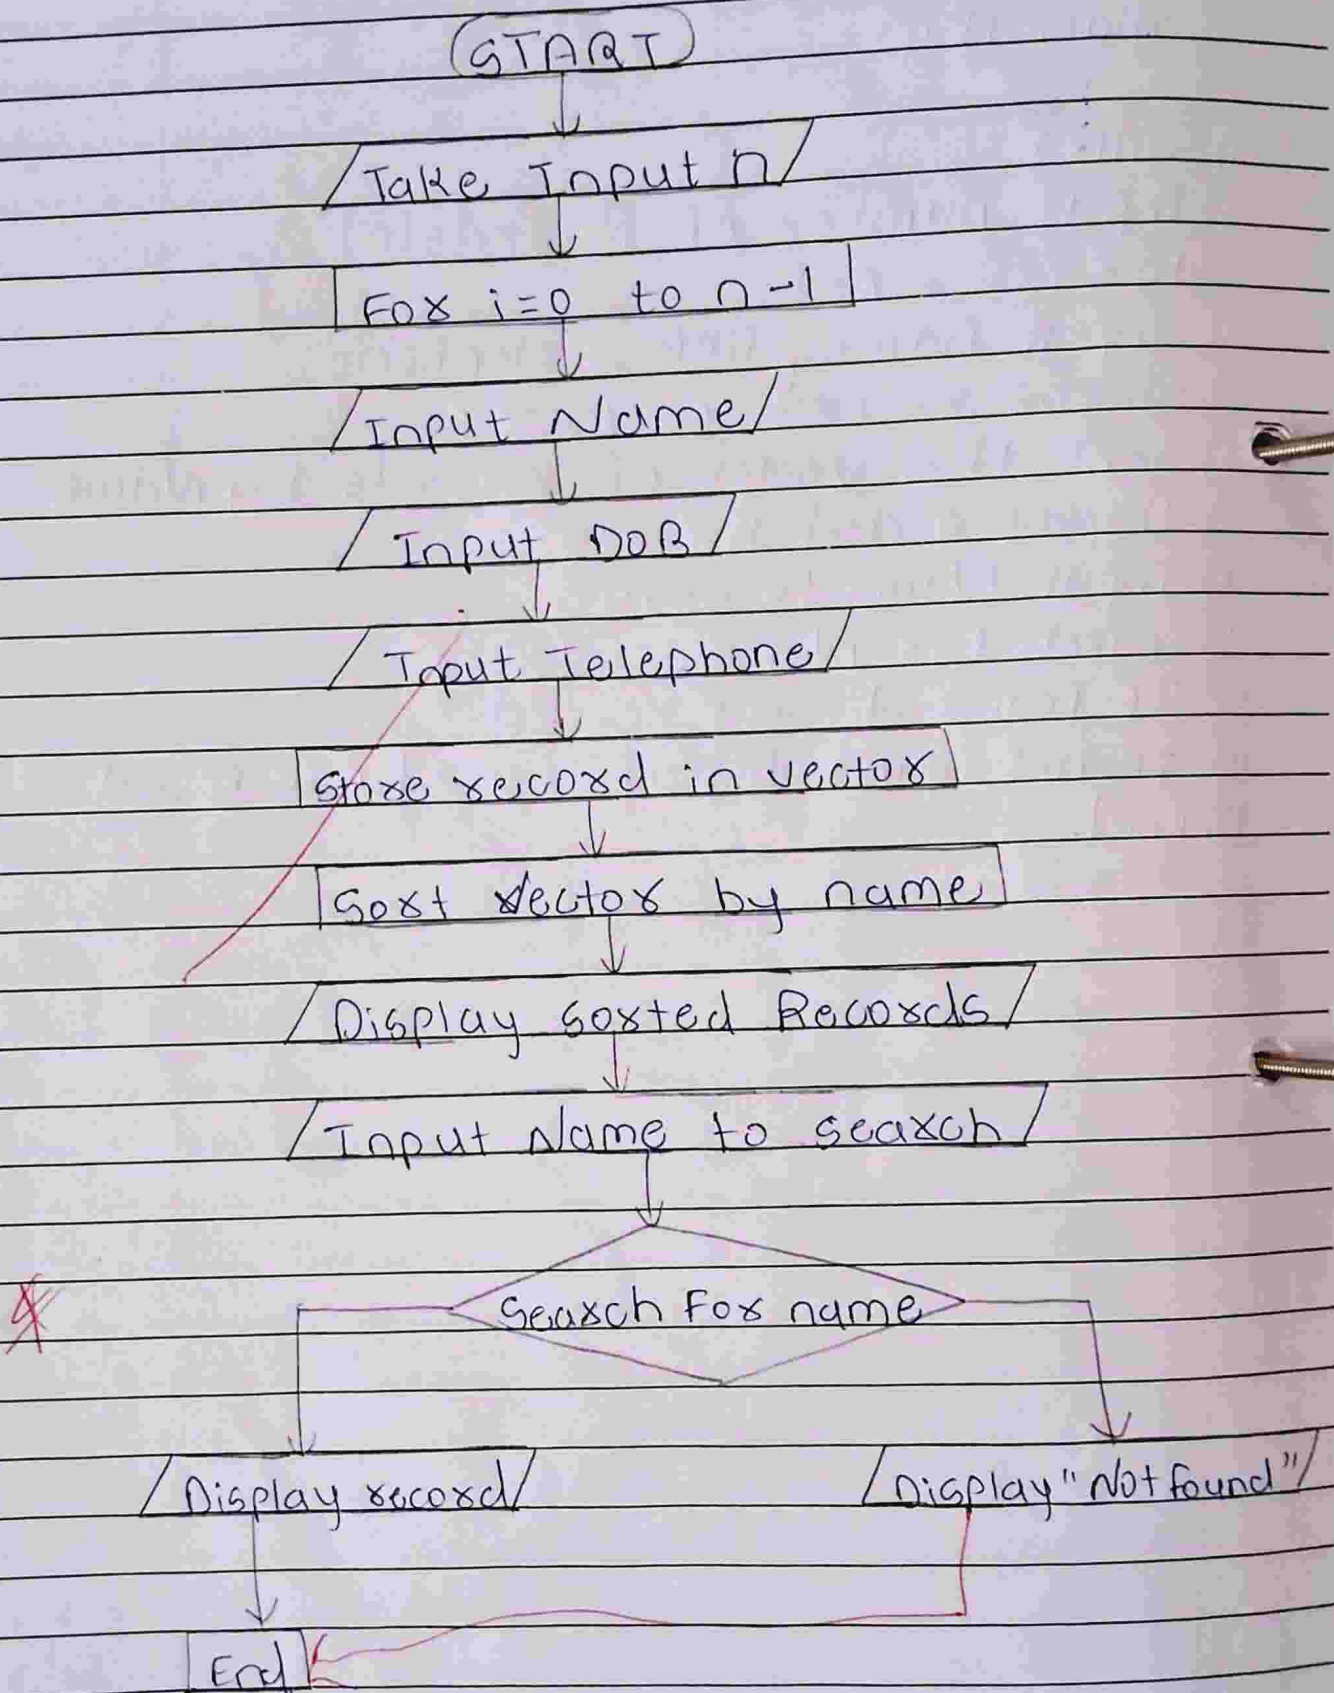 START
Take Input n
For i=0 to n-1
Input Name
Input DOB
Input Telephone
Store record in vector
Sort Vector by name
Display Sorted Records
Input Name to search
Search For name
Display record
Display "Not found"
End